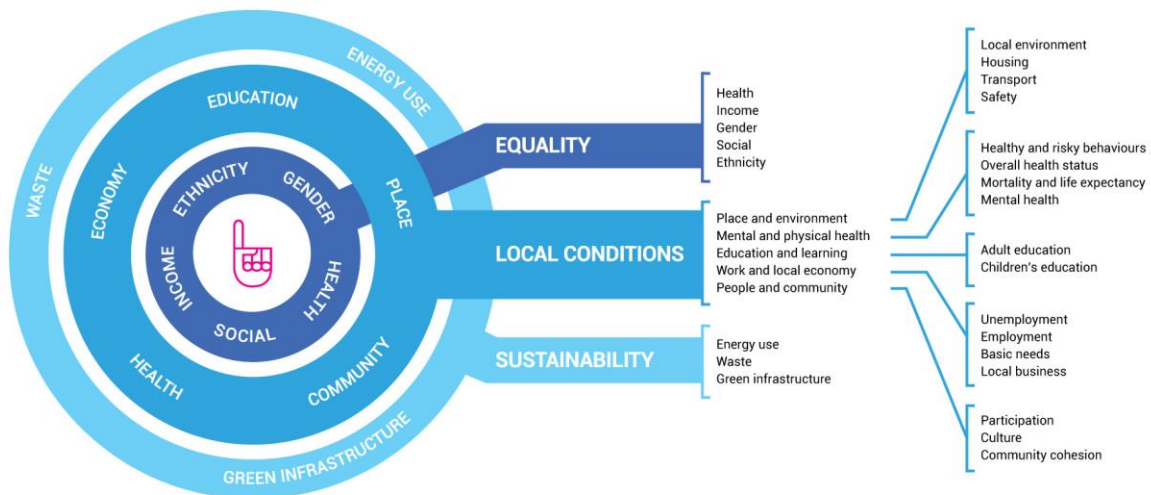 ENERGY USE
WASTE
GREEN INFRASTRUCTURE
EDUCATION
ECONOMY
PLACE
HEALTH
COMMUNITY
ETHNICITY
GENDER
INCOME
HEALTH
SOCIAL
EQUALITY
Health
Income
Gender
Social
Ethnicity
LOCAL CONDITIONS
Place and environment
Mental and physical health
Education and learning
Work and local economy
People and community
SUSTAINABILITY
Energy use
Waste
Green infrastructure
Local environment
Housing
Transport
Safety
Healthy and risky behaviours
Overall health status
Mortality and life expectancy
Mental health
Adult education
Children's education
Unemployment
Employment
Basic needs
Local business
Participation
Culture
Community cohesion